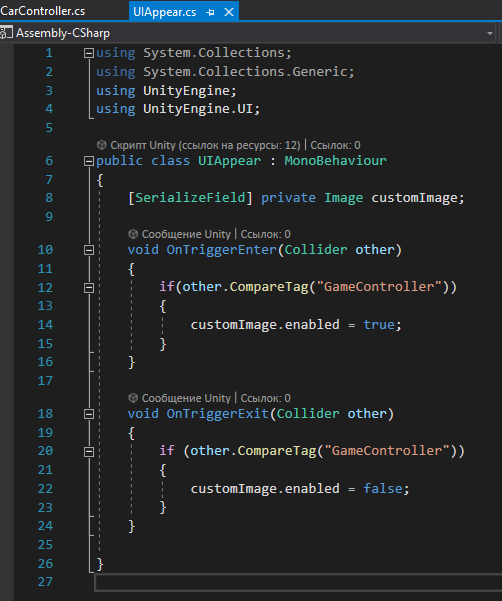 CarController.cs UIAppear.cs
Assembly-CSharp
1 using System.Collections;
2 using System.Collections.Generic;
3 using UnityEngine;
4 using UnityEngine.UI;
5
Скрипт Unity (ссылок на ресурсы: 12) | Ссылок: 0
6 public class UIAppear : MonoBehaviour
7 {
8 [SerializeField] private Image customImage;
9
Сообщение Unity | Ссылок: 0
10 void OnTriggerEnter(Collider other)
11 {
12 if(other.CompareTag("GameController"))
13 {
14 customImage.enabled = true;
15 }
16 }
17
Сообщение Unity | Ссылок: 0
18 void OnTriggerExit(Collider other)
19 {
20 if (other.CompareTag("GameController"))
21 {
22 customImage.enabled = false;
23 }
24 }
25
26 }
27